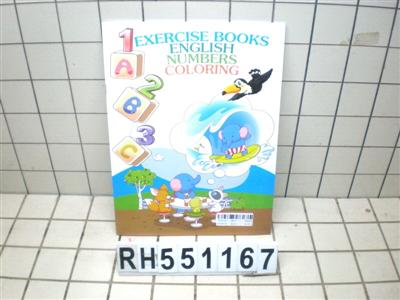 1 EXERCISE BOOKS
ENGLISH
NUMBERS
COLORING
A
2
B
3
C
RH551167